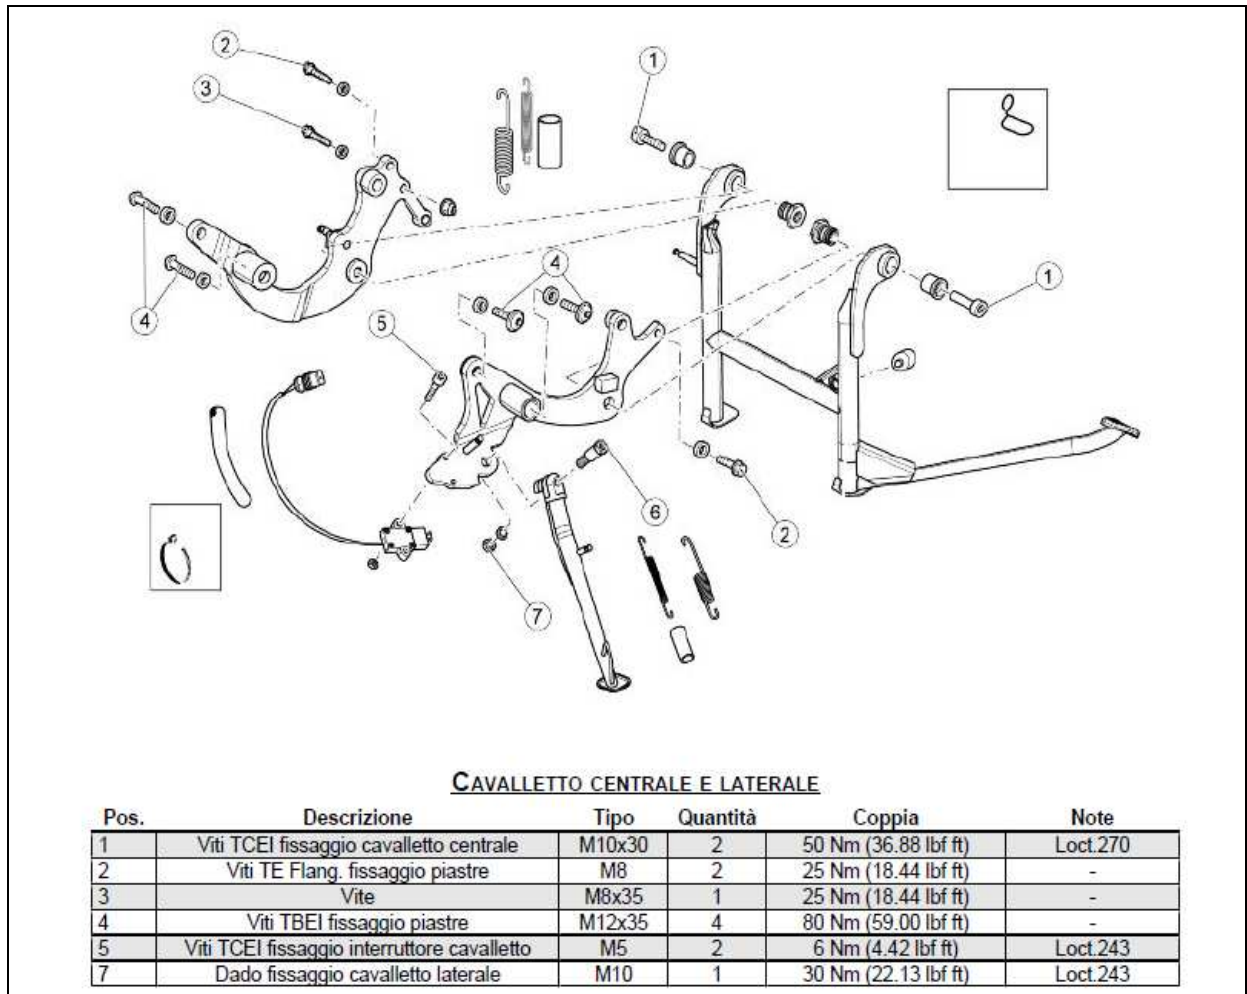 2
1
3
4
4
5
1
6
2
7
CAVALLETTO CENTRALE E LATERALE
Pos. Descrizione Tipo Quantità Coppia Note
1 Viti TCEI fissaggio cavalletto centrale M10x30 2 50 Nm (36.88 lbf ft) Loct.270
2 Viti TE Flang. fissaggio piastre M8 2 25 Nm (18.44 lbf ft) -
3 Vite M8x35 1 25 Nm (18.44 lbf ft) -
4 Viti TBEI fissaggio piastre M12x35 4 80 Nm (59.00 lbf ft) -
5 Viti TCEI fissaggio interruttore cavalletto M5 2 6 Nm (4.42 lbf ft) Loct.243
7 Dado fissaggio cavalletto laterale M10 1 30 Nm (22.13 lbf ft) Loct.243